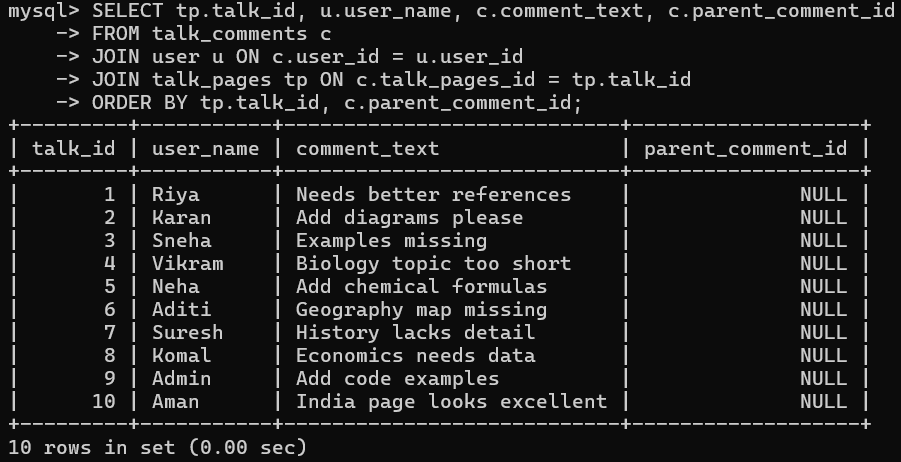 mysql> SELECT tp.talk_id, u.user_name, c.comment_text, c.parent_comment_id
    -> FROM talk_comments c
    -> JOIN user u ON c.user_id = u.user_id
    -> JOIN talk_pages tp ON c.talk_pages_id = tp.talk_id
    -> ORDER BY tp.talk_id, c.parent_comment_id;
+---------+-----------+----------------------------+-------------------+
| talk_id | user_name | comment_text               | parent_comment_id |
+---------+-----------+----------------------------+-------------------+
|       1 | Riya      | Needs better references    |              NULL |
|       2 | Karan     | Add diagrams please        |              NULL |
|       3 | Sneha     | Examples missing           |              NULL |
|       4 | Vikram    | Biology topic too short    |              NULL |
|       5 | Neha      | Add chemical formulas      |              NULL |
|       6 | Aditi     | Geography map missing      |              NULL |
|       7 | Suresh    | History lacks detail       |              NULL |
|       8 | Komal     | Economics needs data       |              NULL |
|       9 | Admin     | Add code examples          |              NULL |
|      10 | Aman      | India page looks excellent |              NULL |
+---------+-----------+----------------------------+-------------------+
10 rows in set (0.00 sec)